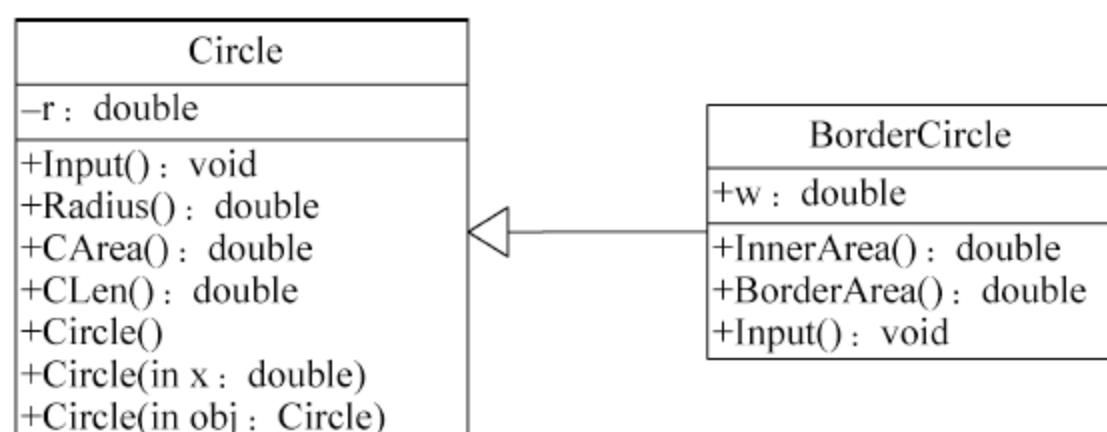 Circle
–r：double
+Input()：void
+Radius()：double
+CArea()：double
+CLen()：double
+Circle()
+Circle(in x：double)
+Circle(in obj：Circle)
BorderCircle
+w：double
+InnerArea()：double
+BorderArea()：double
+Input()：void